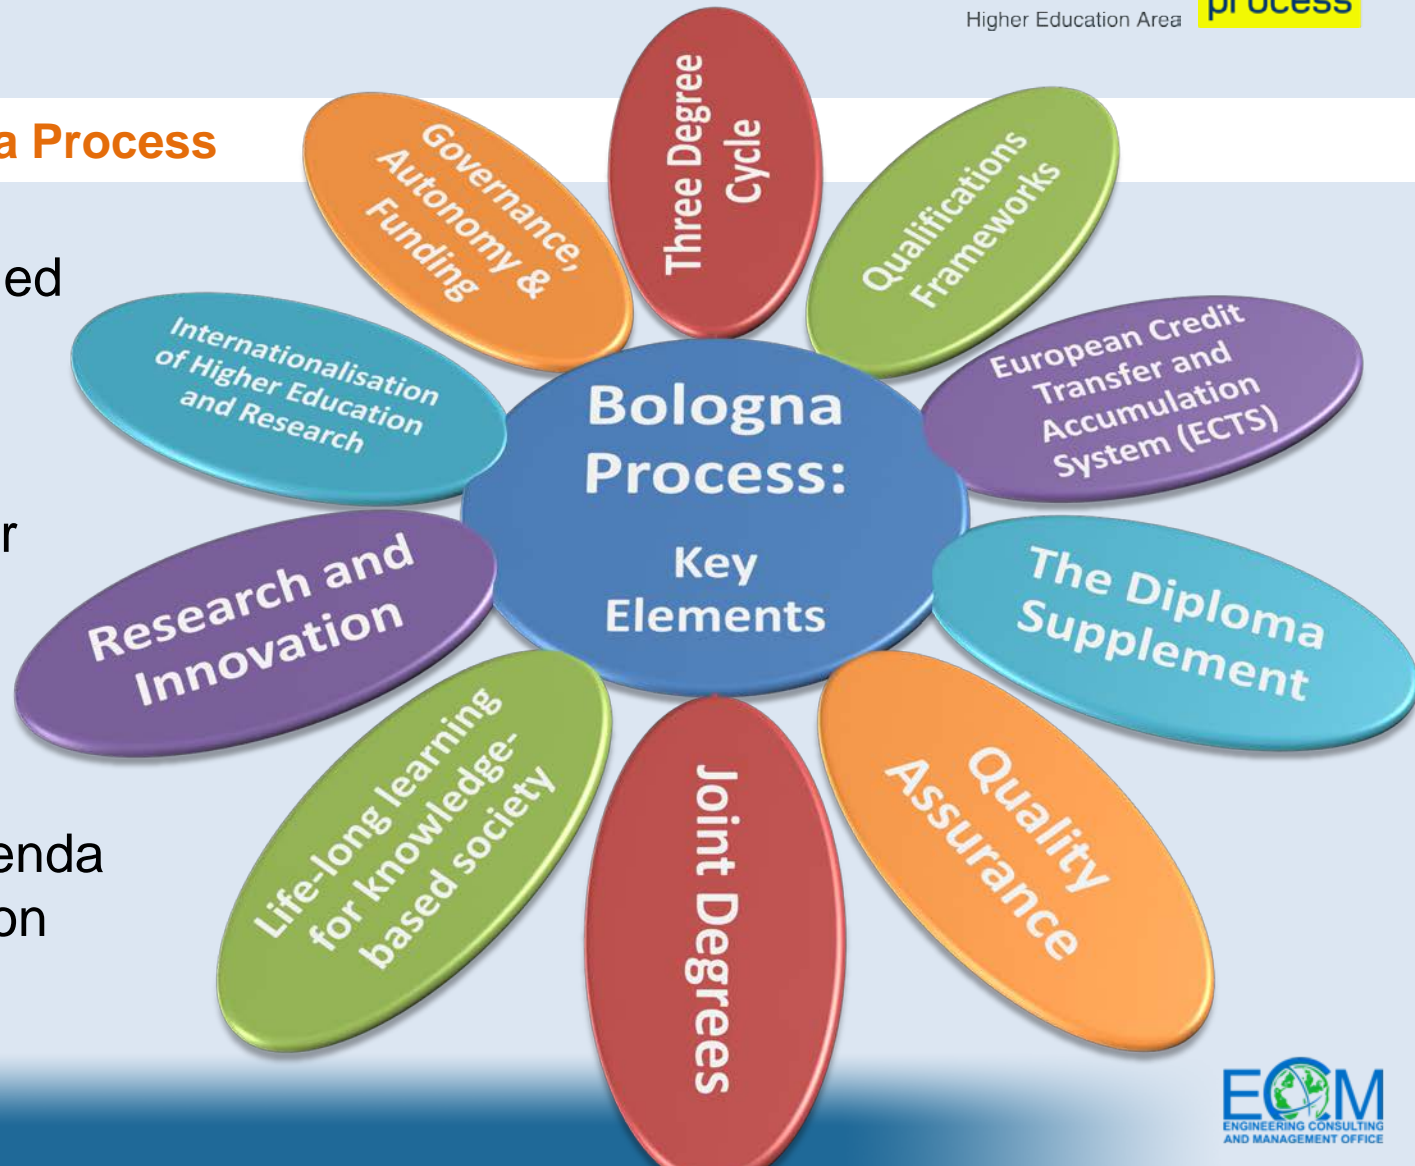 Higher Education Area
process
a Process
ed
r
enda
on
Bologna
Process:
Key
Elements
Three Degree
Cycle
Qualifications
Frameworks
European Credit
Transfer and
Accumulation
System (ECTS)
The Diploma
Supplement
Quality
Assurance
Joint Degrees
Life-long learning
for knowledge-
based society
Research and
Innovation
Internationalisation
of Higher Education
and Research
Governance,
Autonomy &
Funding
ECM
ENGINEERING CONSULTING
AND MANAGEMENT OFFICE